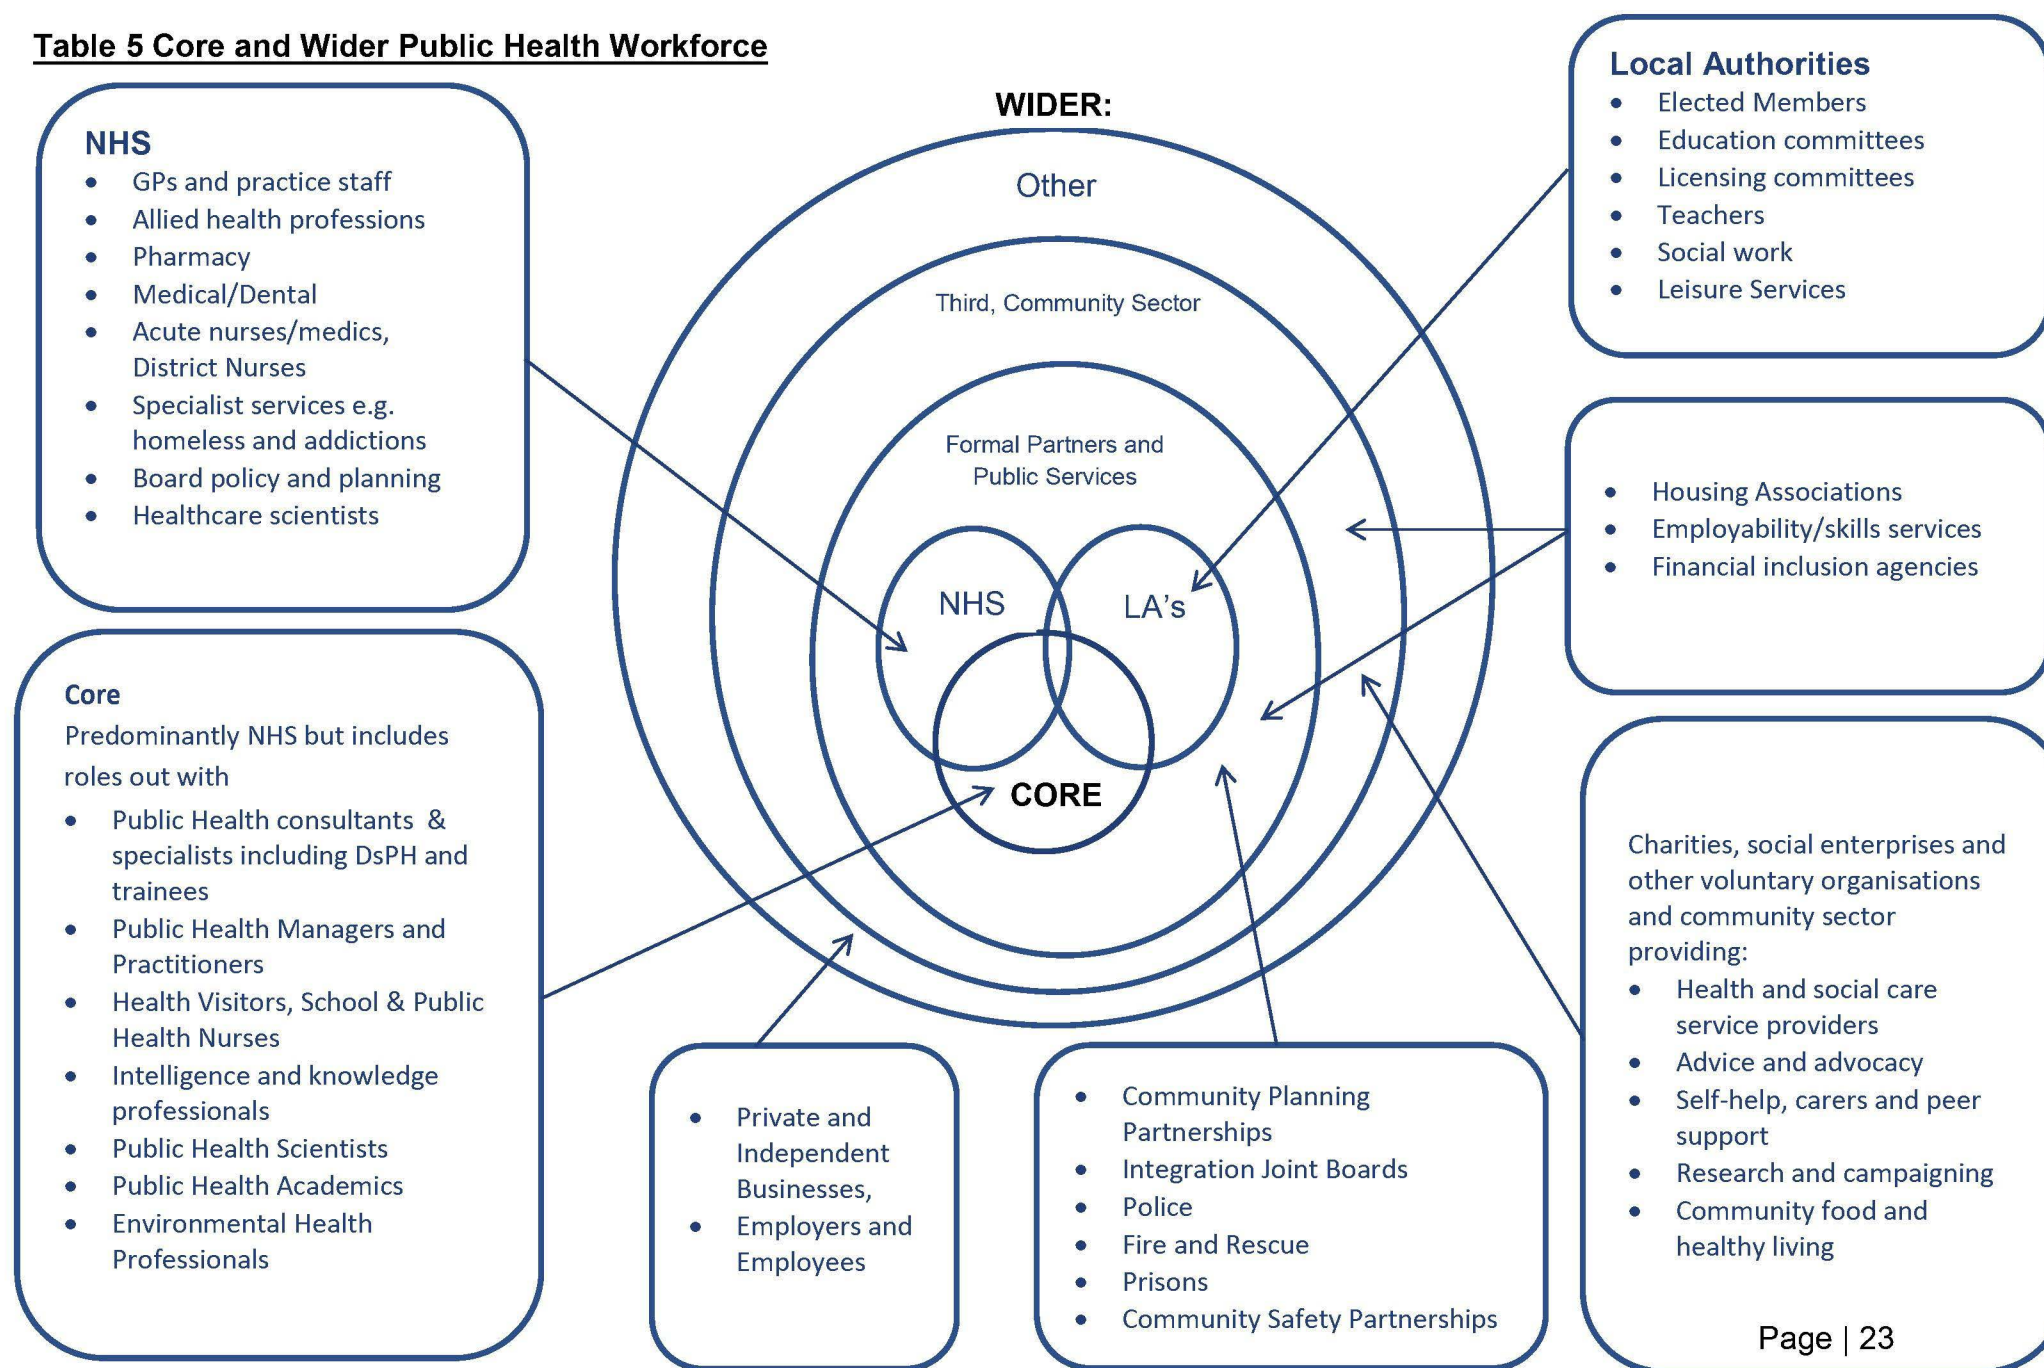 Table 5 Core and Wider Public Health Workforce
NHS
• GPs and practice staff
• Allied health professions
• Pharmacy
• Medical/Dental
• Acute nurses/medics,
District Nurses
• Specialist services e.g.
homeless and addictions
• Board policy and planning
• Healthcare scientists
Core
Predominantly NHS but includes
roles out with
• Public Health consultants &
specialists including DsPH and
trainees
• Public Health Managers and
Practitioners
• Health Visitors, School & Public
Health Nurses
• Intelligence and knowledge
professionals
• Public Health Scientists
• Public Health Academics
• Environmental Health
Professionals
WIDER:
Other
Third, Community Sector
Formal Partners and
Public Services
NHS
LA's
CORE
• Private and
Independent
Businesses,
• Employers and
Employees
• Community Planning
Partnerships
• Integration Joint Boards
• Police
• Fire and Rescue
• Prisons
• Community Safety Partnerships
Local Authorities
• Elected Members
• Education committees
• Licensing committees
• Teachers
• Social work
• Leisure Services
• Housing Associations
• Employability/skills services
• Financial inclusion agencies
Charities, social enterprises and
other voluntary organisations
and community sector
providing:
• Health and social care
service providers
• Advice and advocacy
• Self-help, carers and peer
support
• Research and campaigning
• Community food and
healthy living
Page | 23